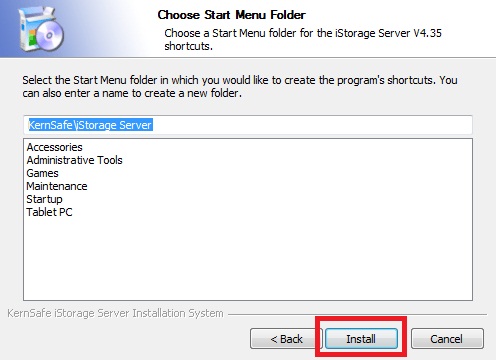 Choose Start Menu Folder
Choose a Start Menu folder for the iStorage Server V4.35
shortcuts.
Select the Start Menu folder in which you would like to create the program's shortcuts. You
can also enter a name to create a new folder.
KernSafe\iStorage Server
Accessories
Administrative Tools
Games
Maintenance
Startup
Tablet PC
KernSafe iStorage Server Installation System
< Back
Install
Cancel